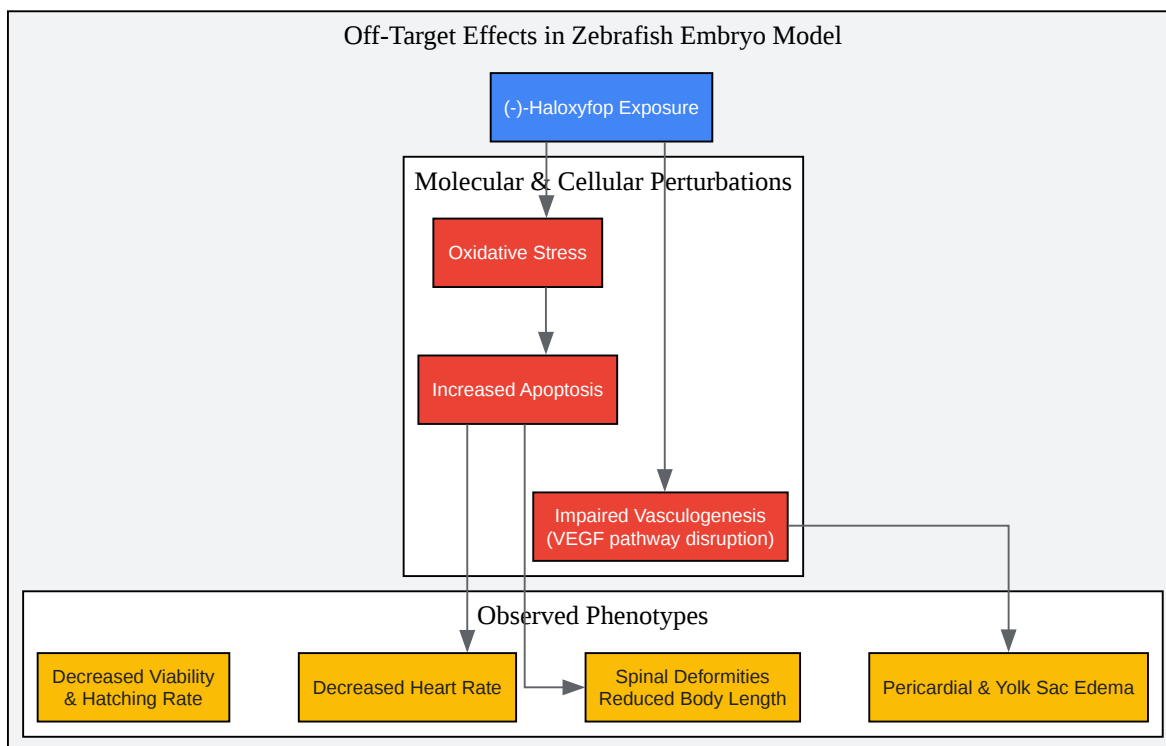 Off-Target Effects in Zebrafish Embryo Model
(-)-Haloxyfop Exposure
Molecular & Cellular Perturbations
Oxidative Stress
Increased Apoptosis
Impaired Vasculogenesis
(VEGF pathway disruption)
Observed Phenotypes
Decreased Viability
& Hatching Rate
Decreased Heart Rate
Spinal Deformities
Reduced Body Length
Pericardial & Yolk Sac Edema